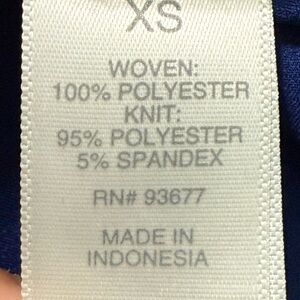 XS
WOVEN:
100% POLYESTER
KNIT:
95% POLYESTER
5% SPANDEX
RN# 93677
MADE IN
INDONESIA